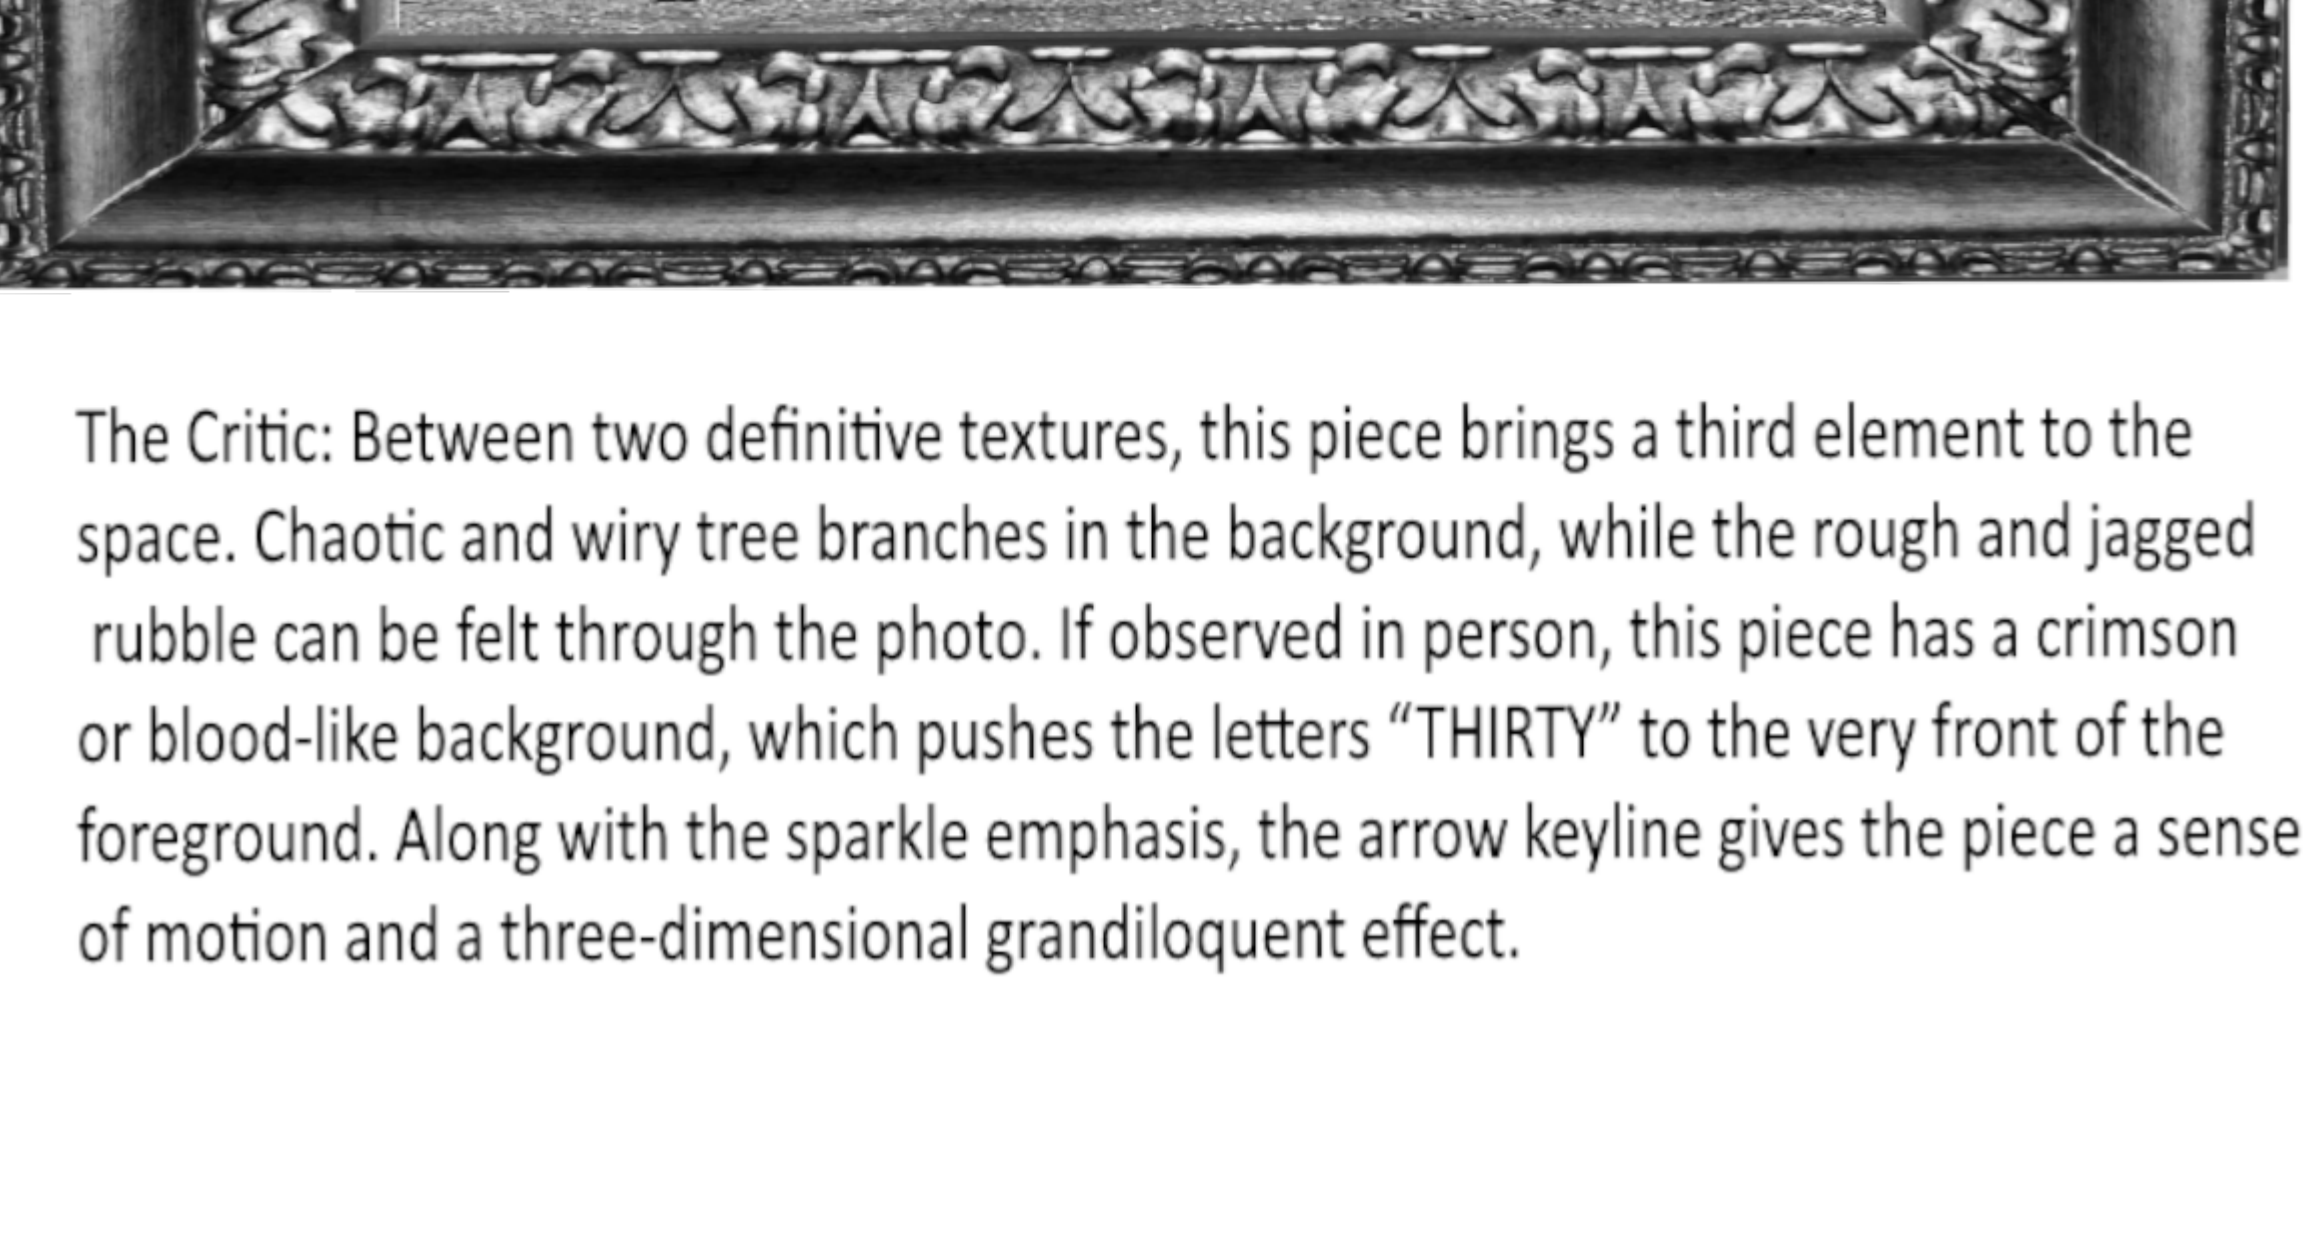 The Critic: Between two definitive textures, this piece brings a third element to the
space. Chaotic and wiry tree branches in the background, while the rough and jagged
rubble can be felt through the photo. If observed in person, this piece has a crimson
or blood-like background, which pushes the letters “THIRTY” to the very front of the
foreground. Along with the sparkle emphasis, the arrow keyline gives the piece a sense
of motion and a three-dimensional grandiloquent effect.